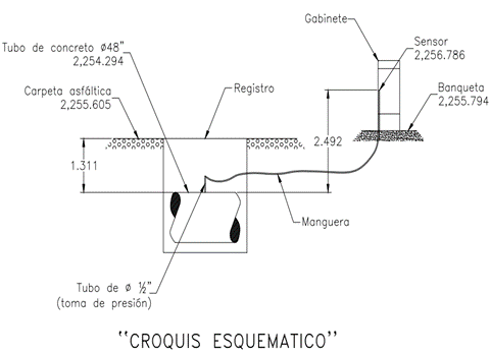 Gabinete
Sensor
2,256.786
Tubo de concreto ø48"
2,254.294
Carpeta asfáltica
2,255.605
Registro
Banqueta
2,255.794
2.492
1.311
Manguera
Tubo de ø ½"
(toma de presión)
"CROQUIS ESQUEMATICO"